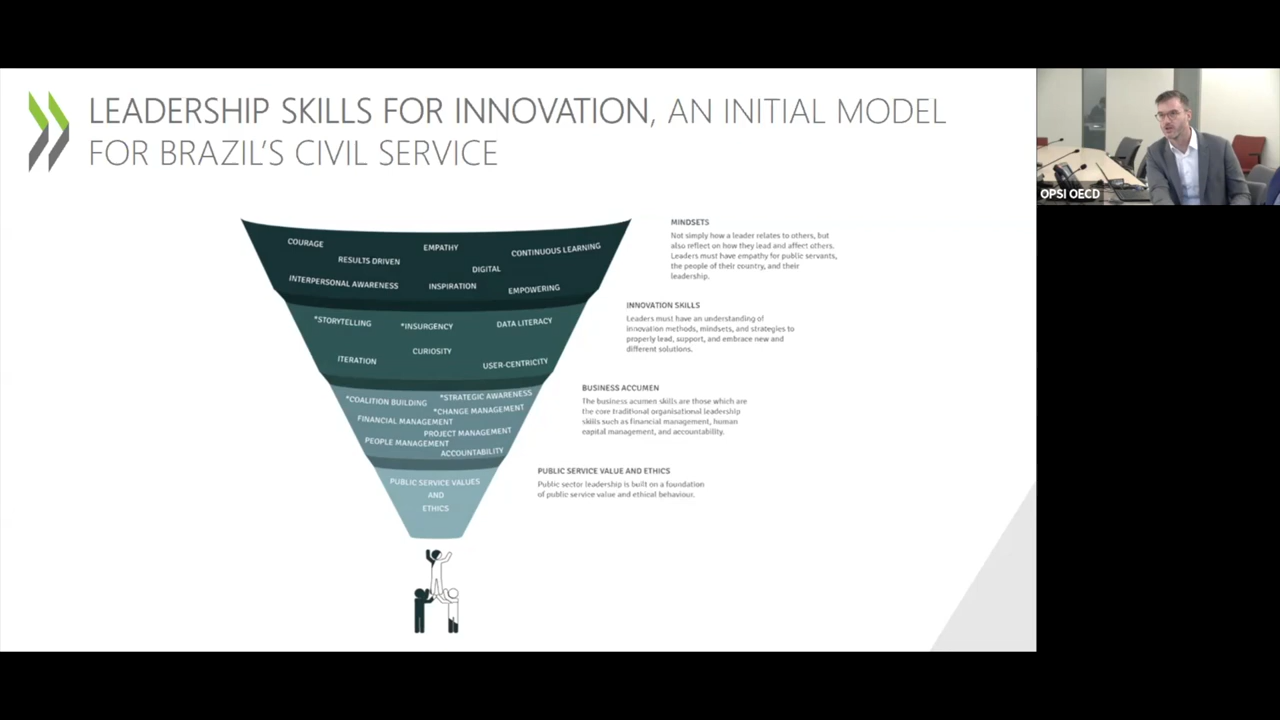 LEADERSHIP SKILLS FOR INNOVATION, AN INITIAL MODEL
FOR BRAZIL'S CIVIL SERVICE
OPSI OECD
COURAGE
EMPATHY
CONTINUOUS LEARNING
RESULTS DRIVEN
DIGITAL
INTERPERSONAL AWARENESS
INSPIRATION
EMPOWERING
MINDSETS
Not simply how a leader relates to others, but
also reflect on how they lead and affect others.
Leaders must have empathy for public servants,
the people of their country, and their
leadership.
*STORYTELLING
*INSURGENCY
DATA LITERACY
CURIOSITY
ITERATION
USER-CENTRICITY
INNOVATION SKILLS
Leaders must have an understanding of
innovation methods, mindsets, and strategies to
properly lead, support, and embrace new and
different solutions.
*COALITION BUILDING
*STRATEGIC AWARENESS
*CHANGE MANAGEMENT
FINANCIAL MANAGEMENT
PROJECT MANAGEMENT
PEOPLE MANAGEMENT
ACCOUNTABILITY
BUSINESS ACCUMEN
The business acumen skills are those which are
the core traditional organisational leadership
skills such as financial management, human
capital management, and accountability.
PUBLIC SERVICE VALUES
AND
ETHICS
PUBLIC SERVICE VALUE AND ETHICS
Public sector leadership is built on a foundation
of public service value and ethical behaviour.